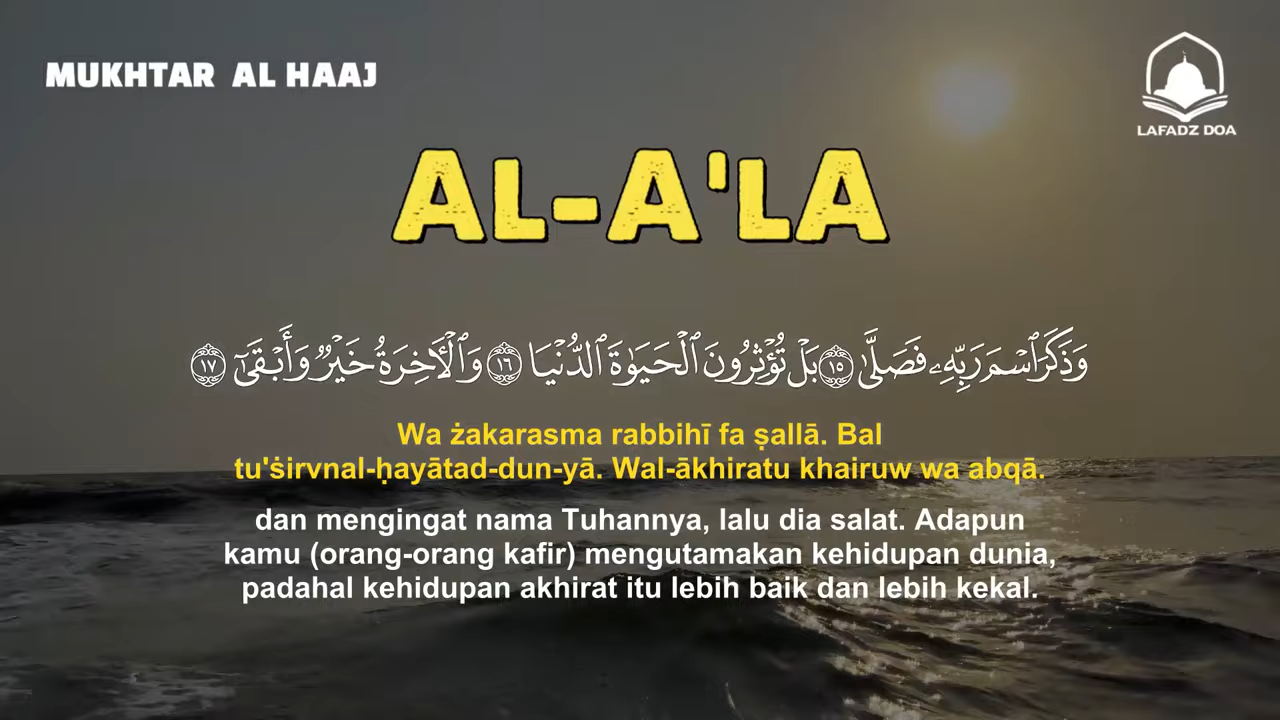 MUKHTAR AL HAAJ
LAFADZ DOA
AL-A'LA
وَذَكَرَ ٱسْمَ رَبِّهِۦ فَصَلَّىٰ ١٥ بَلْ تُؤْثِرُونَ ٱلْحَيَوٰةَ ٱلدُّنْيَا ١٦ وَٱلْأَخِرَةُ خَيْرٌ وَأَبْقَىٰٓ ١٧
Wa żakarasma rabbihī fa ṣallā. Bal
tu'ṡirvnal-ḥayātad-dun-yā. Wal-ākhiratu khairuw wa abqā.
dan mengingat nama Tuhannya, lalu dia salat. Adapun
kamu (orang-orang kafir) mengutamakan kehidupan dunia,
padahal kehidupan akhirat itu lebih baik dan lebih kekal.